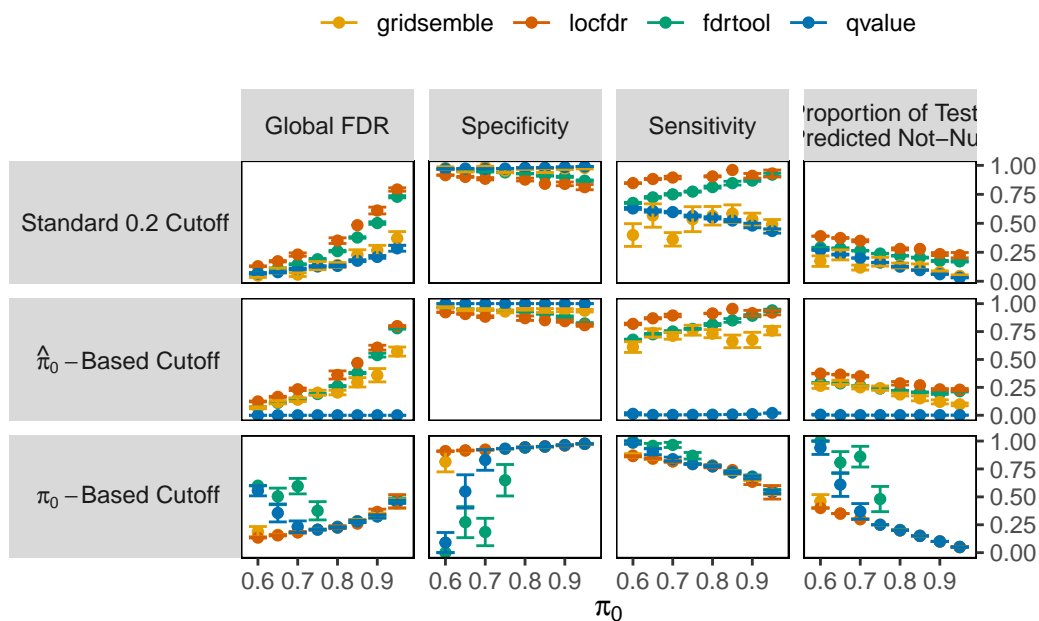 gridsemble locfdr fdrtool qvalue
Global FDR Specificity Sensitivity Proportion of Test
Predicted Not−Nu
Standard 0.2 Cutoff
1.00
0.75
0.50
0.25
0.00
π̂₀ −Based Cutoff
1.00
0.75
0.50
0.25
0.00
π₀ −Based Cutoff
1.00
0.75
0.50
0.25
0.00
0.6 0.7 0.8 0.9 0.6 0.7 0.8 0.9 0.6 0.7 0.8 0.9 0.6 0.7 0.8 0.9
π₀